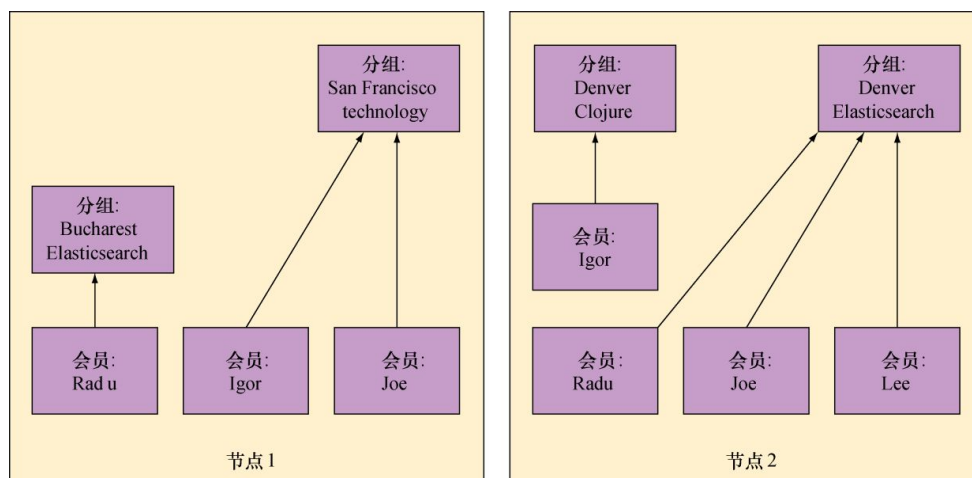 分组:
San Francisco
technology
分组:
Bucharest
Elasticsearch
会员:
Rad u
会员:
Igor
会员:
Joe
节点1
分组:
Denver
Clojure
分组:
Denver
Elasticsearch
会员:
Igor
会员:
Radu
会员:
Joe
会员:
Lee
节点2